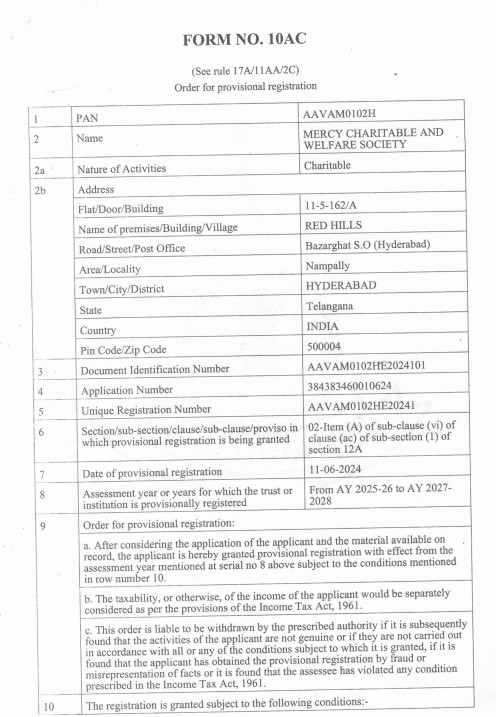 FORM NO. 10AC
(See rule 17A/11AA/2C)
Order for provisional registration
1 PAN AAVAM0102H
2 Name MERCY CHARITABLE AND
WELFARE SOCIETY
2a Nature of Activities Charitable
2b Address
Flat/Door/Building 11-5-162/A
Name of premises/Building/Village RED HILLS
Road/Street/Post Office Bazarghat S.O (Hyderabad)
Area/Locality Nampally
Town/City/District HYDERABAD
State Telangana
Country INDIA
Pin Code/Zip Code 500004
3 Document Identification Number AAVAM0102HE2024101
4 Application Number 384383460010624
5 Unique Registration Number AAVAM0102HE20241
6 Section/sub-section/clause/sub-clause/proviso in 02-Item (A) of sub-clause (vi) of
which provisional registration is being granted clause (ac) of sub-section (1) of
section 12A
7 Date of provisional registration 11-06-2024
8 Assessment year or years for which the trust or From AY 2025-26 to AY 2027-
institution is provisionally registered 2028
9 Order for provisional registration:
a. After considering the application of the applicant and the material available on
record, the applicant is hereby granted provisional registration with effect from the
assessment year mentioned at serial no 8 above subject to the conditions mentioned
in row number 10.
b. The taxability, or otherwise, of the income of the applicant would be separately
considered as per the provisions of the Income Tax Act, 1961.
c. This order is liable to be withdrawn by the prescribed authority if it is subsequently
found that the activities of the applicant are not genuine or if they are not carried out
in accordance with all or any of the conditions subject to which it is granted, if it is
found that the applicant has obtained the provisional registration by fraud or
misrepresentation of facts or it is found that the assessee has violated any condition
prescribed in the Income Tax Act, 1961.
10 The registration is granted subject to the following conditions:-